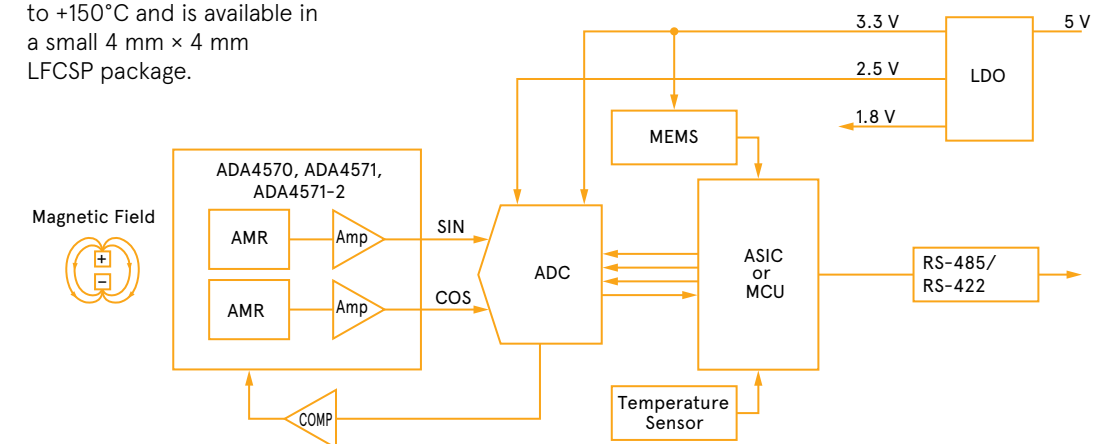 to +150°C and is available in
a small 4 mm × 4 mm
LFCSP package.
3.3 V
5 V
2.5 V
LDO
1.8 V
MEMS
ADA4570, ADA4571,
ADA4571-2
Magnetic Field
+
−
AMR
Amp
SIN
AMR
Amp
COS
ADC
ASIC
or
MCU
RS-485/
RS-422
COMP
Temperature
Sensor